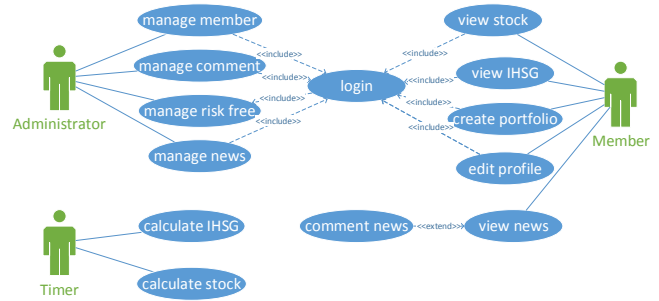 manage member
view stock
<<include>>
<<include>>
manage comment
<<include>>
login
<<include>>
view IHSG
Administrator
manage risk free
<<include>>
<<include>>
create portfolio
Member
<<include>>
<<include>>
manage news
edit profile
calculate IHSG
comment news
<<extend>>
view news
Timer
calculate stock